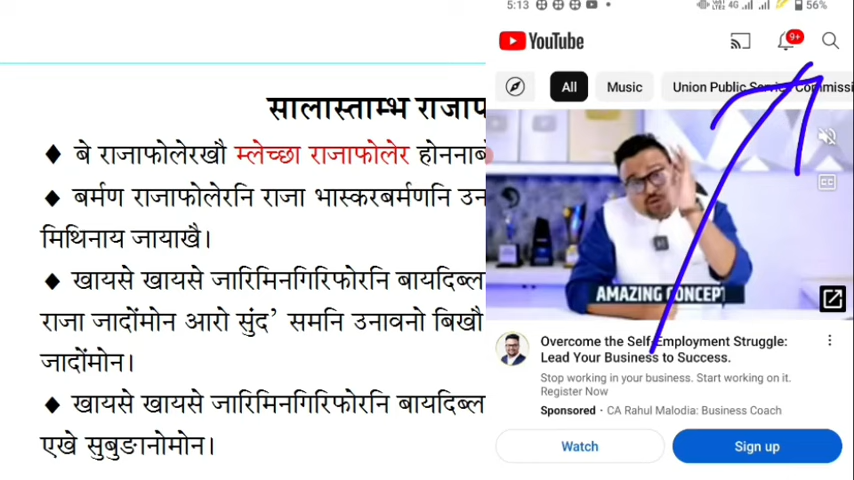 सालास्ताम्भ राजाफ
♦ बे राजाफोलेरखौ म्लेच्छा राजाफोलेर होननाबे
♦ बर्मण राजाफोलेरनि राजा भास्करबर्मणनि उन
मिथिनाय जायाखै।
♦ खायसे खायसे जारिमिनगिरिफोरनि बायदिब्ल
राजा जादोंमोन आरो सुंद’ समनि उनावनो बिखौ
जादोंमोन।
♦ खायसे खायसे जारिमिनगिरिफोरनि बायदिब्ल
एखे सुबुङानोमोन।
5:13 4G 56%
YouTube 9+
All Music Union Public Service Commissi
AMAZING CONCEPT
Overcome the Self-Employment Struggle:
Lead Your Business to Success.
Stop working in your business. Start working on it.
Register Now
Sponsored • CA Rahul Malodia: Business Coach
Watch Sign up